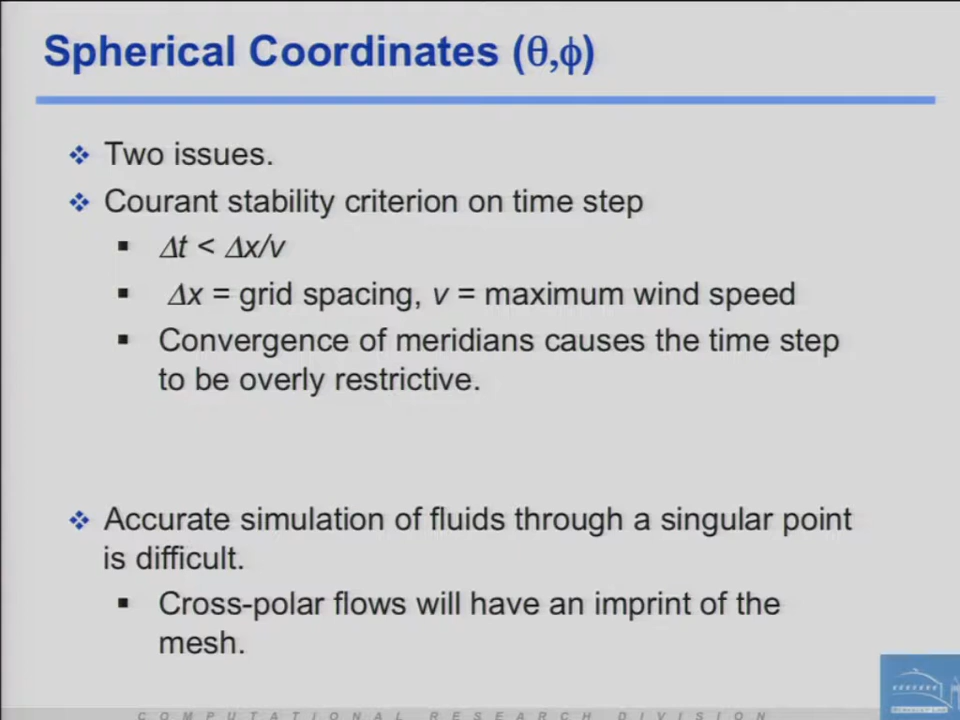 Spherical Coordinates (θ,ϕ)
Two issues.
Courant stability criterion on time step
Δt < Δx/v
Δx = grid spacing, v = maximum wind speed
Convergence of meridians causes the time step
to be overly restrictive.
Accurate simulation of fluids through a singular point
is difficult.
Cross-polar flows will have an imprint of the
mesh.
COMPUTATIONAL RESEARCH DIVISION